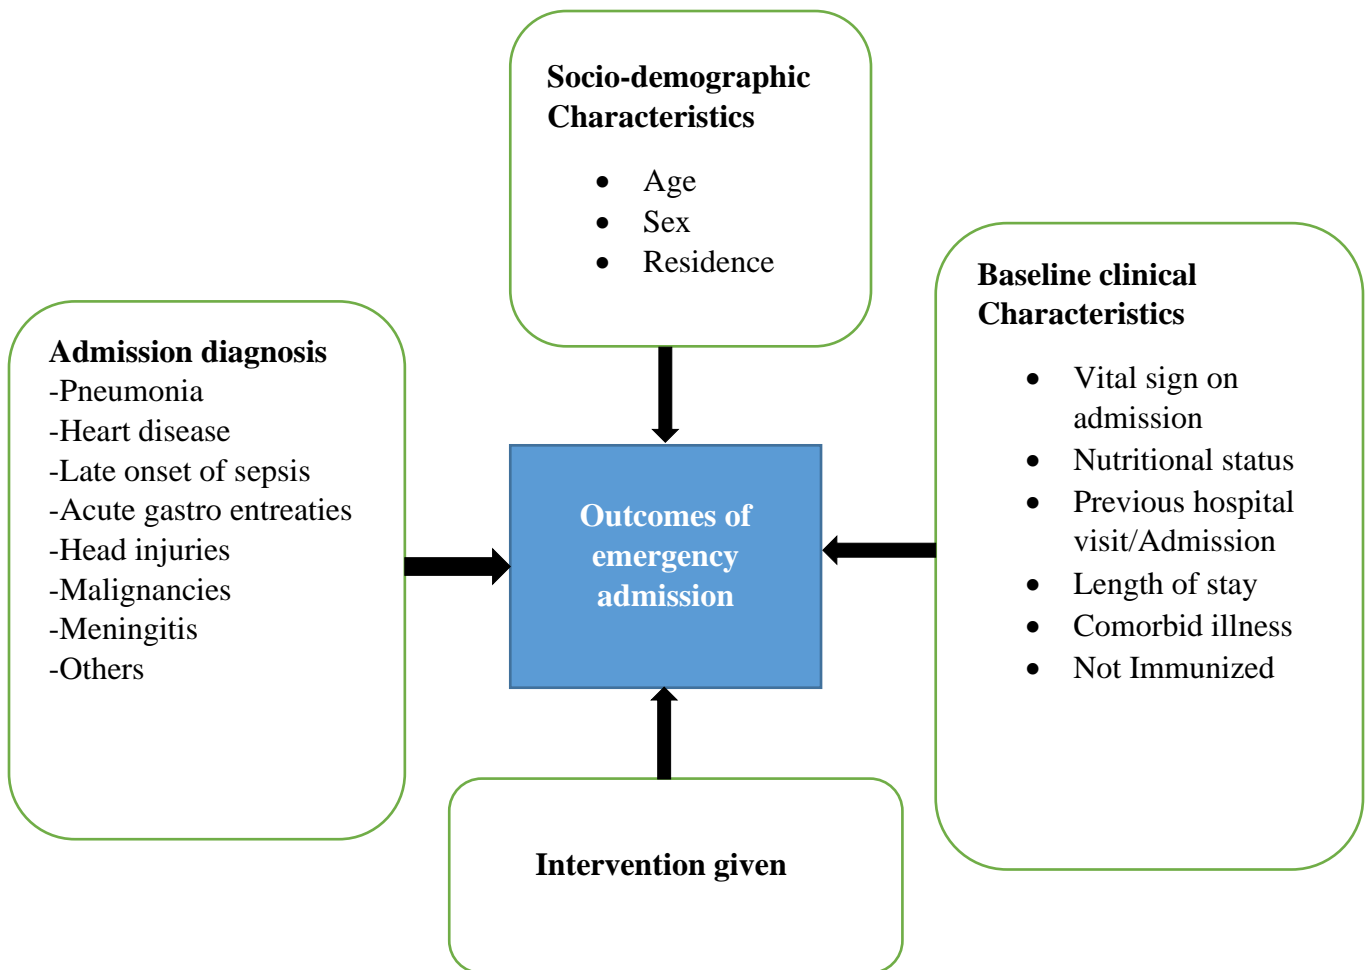 Socio-demographic
Characteristics
• Age
• Sex
• Residence
Baseline clinical
Characteristics
• Vital sign on
admission
• Nutritional status
• Previous hospital
visit/Admission
• Length of stay
• Comorbid illness
• Not Immunized
Admission diagnosis
-Pneumonia
-Heart disease
-Late onset of sepsis
-Acute gastro entreaties
-Head injuries
-Malignancies
-Meningitis
-Others
Outcomes of
emergency
admission
Intervention given